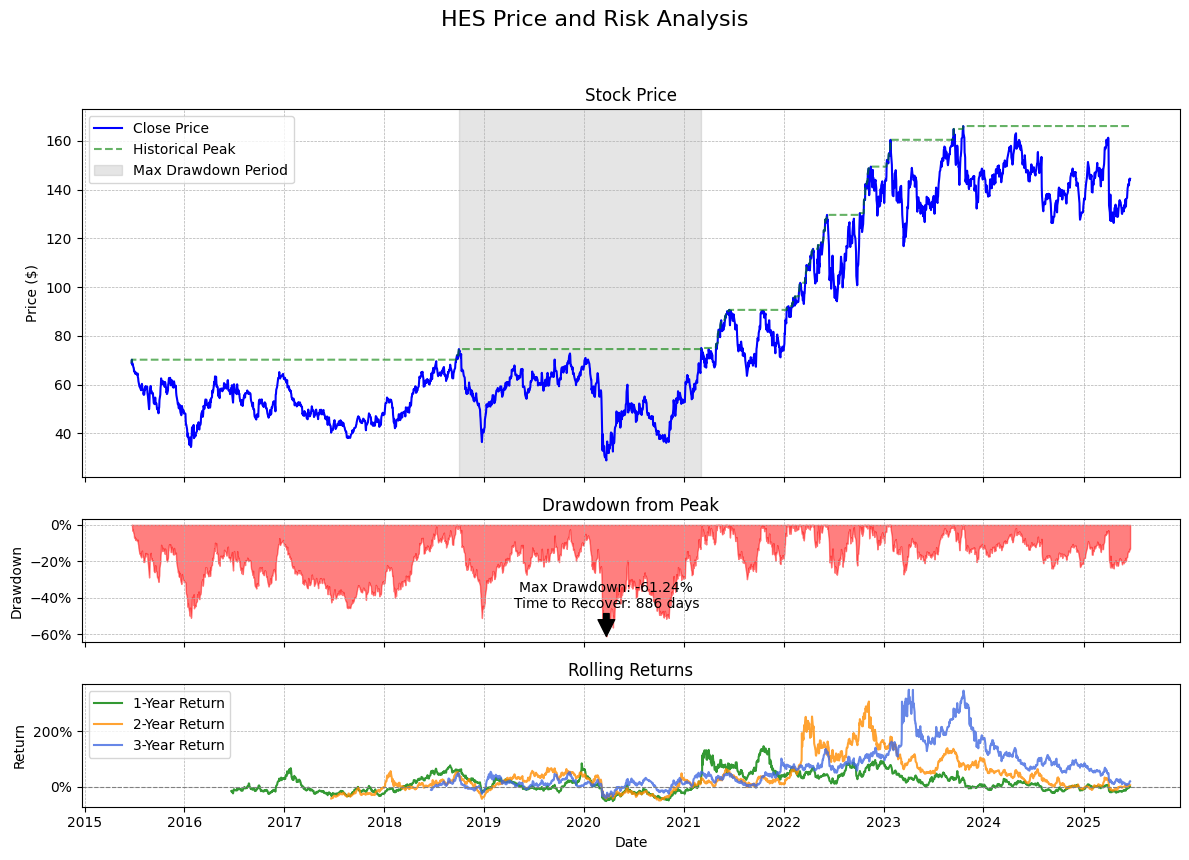 HES Price and Risk Analysis
Stock Price
Close Price
Historical Peak
Max Drawdown Period
Price ($)
160
140
120
100
80
60
40
2015
2016
2017
2018
2019
2020
2021
2022
2023
2024
2025
Drawdown from Peak
Drawdown
0%
−20%
−40%
−60%
Max Drawdown: -61.24%
Time to Recover: 886 days
Rolling Returns
1-Year Return
2-Year Return
3-Year Return
Return
200%
0%
Date